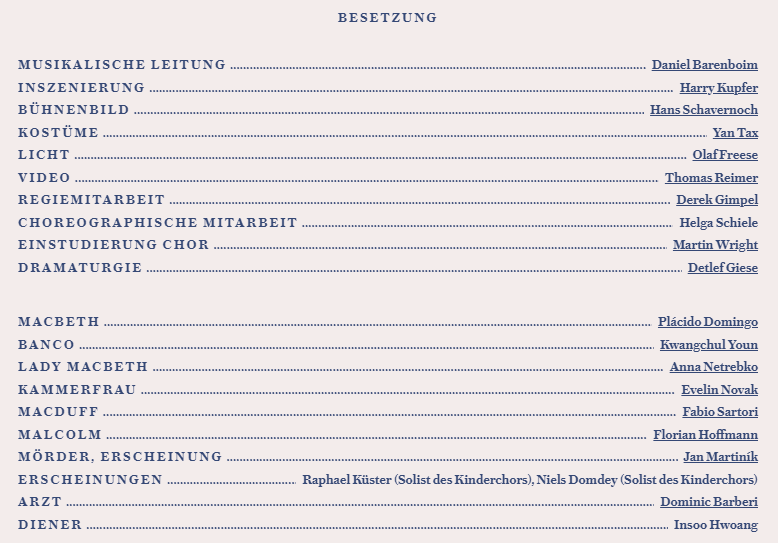 BESETZUNG
MUSIKALISCHE LEITUNG Daniel Barenboim
INSZENIERUNG Harry Kupfer
BÜHNENBILD Hans Schavernoch
KOSTÜME Yan Tax
LICHT Olaf Freese
VIDEO Thomas Reimer
REGIEMITARBEIT Derek Gimpel
CHOREOGRAPHISCHE MITARBEIT Helga Schiele
EINSTUDIERUNG CHOR Martin Wright
DRAMATURGIE Detlef Giese
MACBETH Plácido Domingo
BANCO Kwangchul Youn
LADY MACBETH Anna Netrebko
KAMMERFRAU Evelin Novak
MACDUFF Fabio Sartori
MALCOLM Florian Hoffmann
MÖRDER, ERSCHEINUNG Jan Martiník
ERSCHEINUNGEN Raphael Küster (Solist des Kinderchors), Niels Domdey (Solist des Kinderchors)
ARZT Dominic Barberi
DIENER Insoo Hwoang